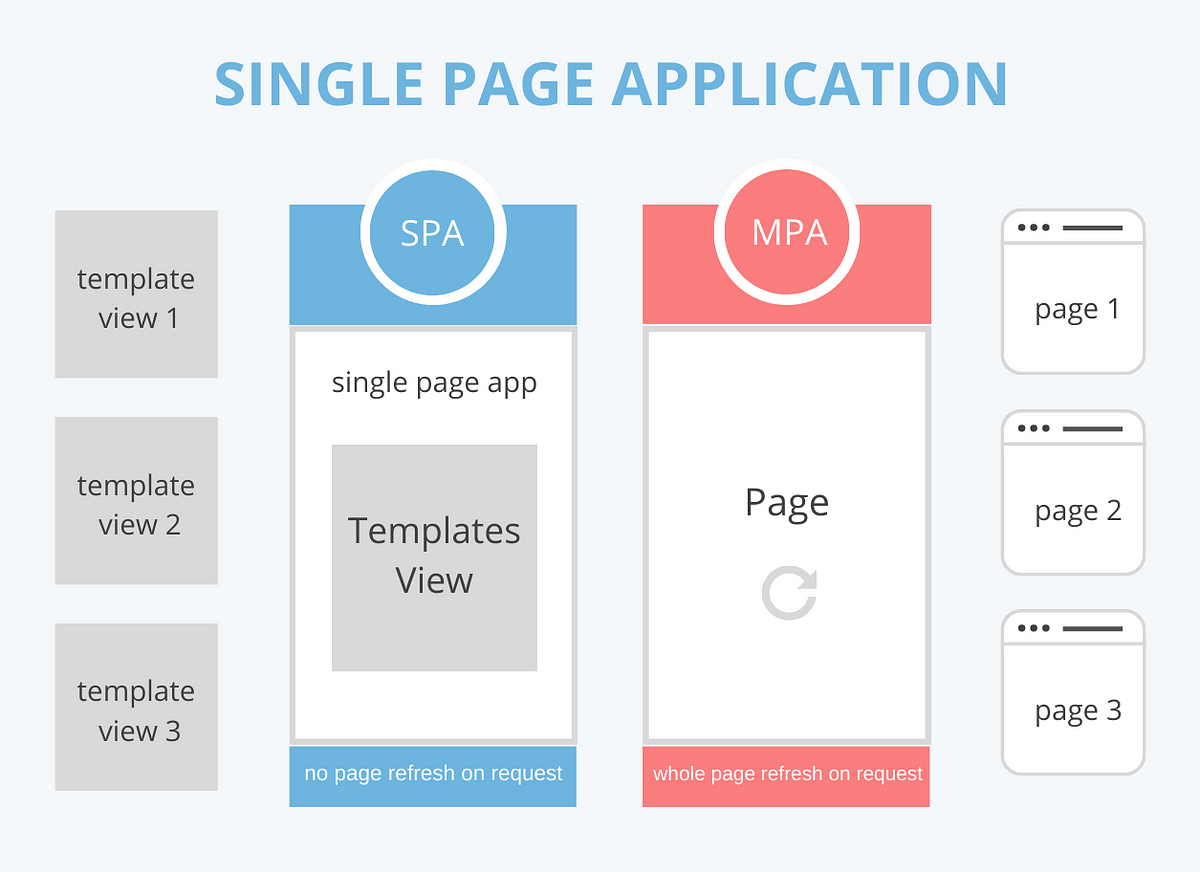 SINGLE PAGE APPLICATION
template
view 1
template
view 2
template
view 3
SPA
single page app
Templates
View
no page refresh on request
MPA
Page
whole page refresh on request
page 1
page 2
page 3